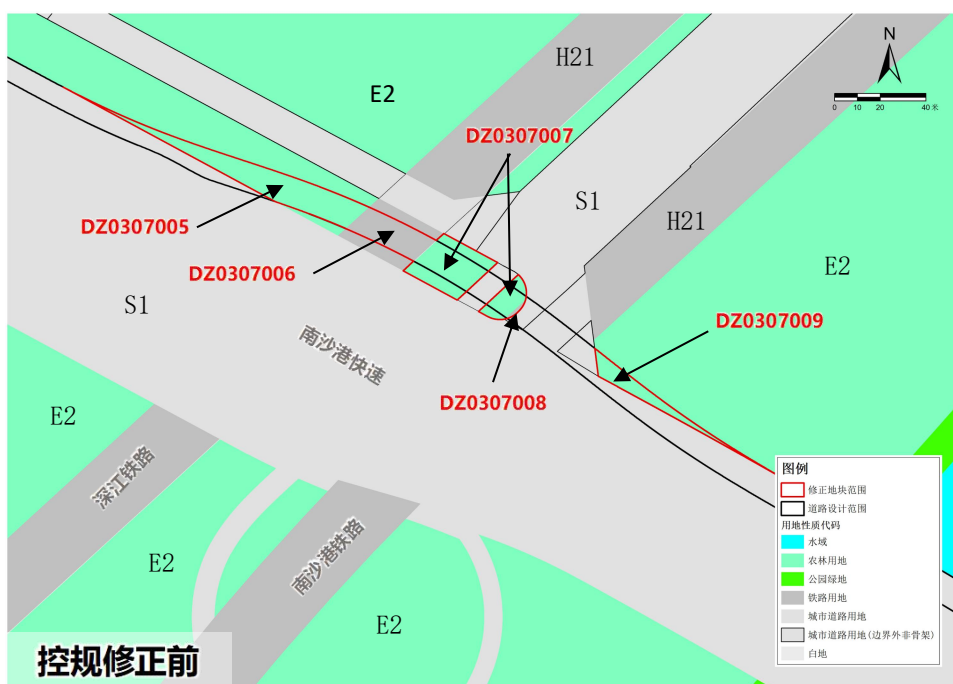 N
0 10 20 40 米
H21
E2
DZ0307007
S1
H21
DZ0307005
DZ0307006
E2
S1
DZ0307009
南沙港快速
DZ0307008
E2
深江铁路
南沙港铁路
E2
E2
图例
修正地块范围
道路设计范围
用地性质代码
水域
农林用地
公园绿地
铁路用地
城市道路用地
城市道路用地(边界外非骨架)
白地
控规修正前